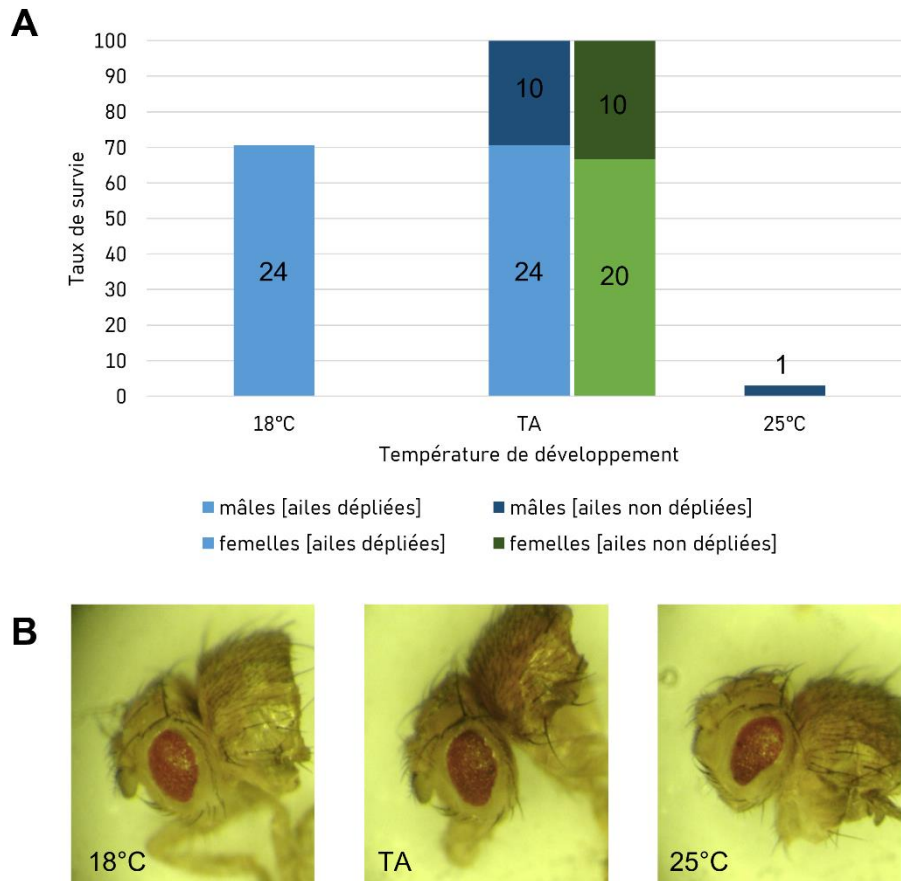 A
Taux de survie
100
90
80
70
60
50
40
30
20
10
0
24
10
24
10
20
1
18°C
TA
25°C
Température de développement
mâles [ailes dépliées]
mâles [ailes non dépliées]
femelles [ailes dépliées]
femelles [ailes non dépliées]
B
18°C
TA
25°C